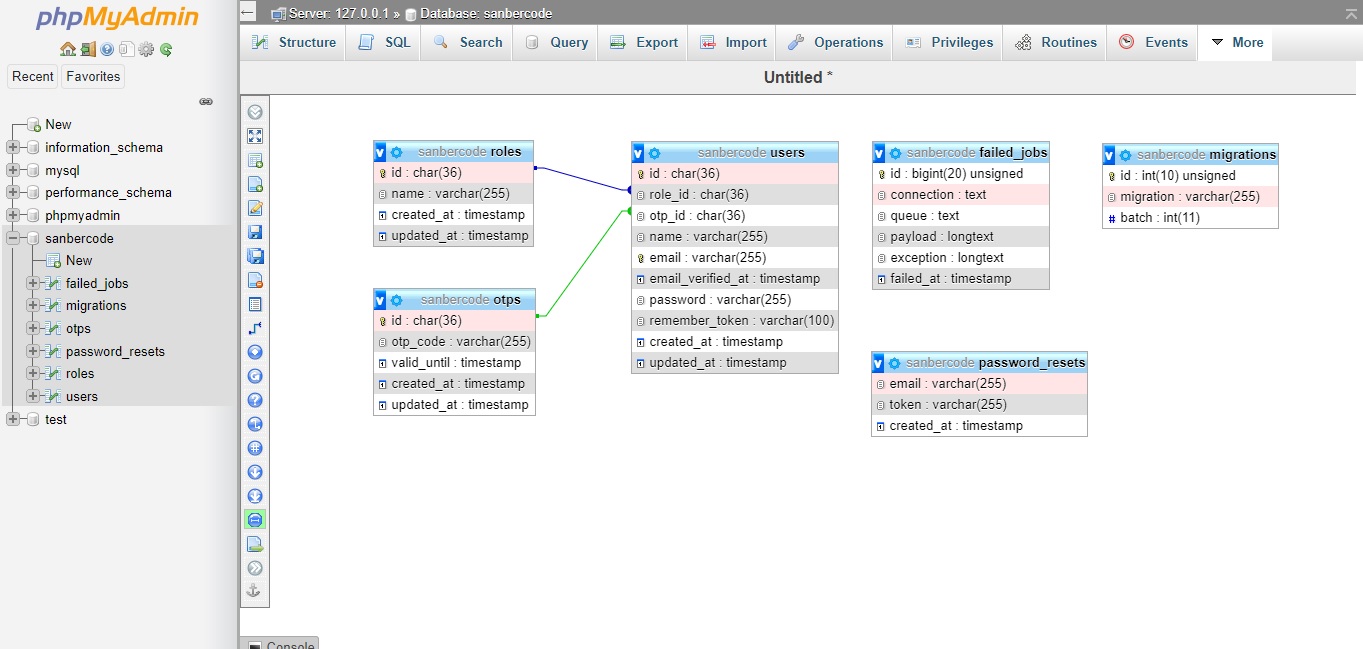 phpMyAdmin
Recent Favorites
New
information_schema
mysql
performance_schema
phpmyadmin
sanbercode
New
failed_jobs
migrations
otps
password_resets
roles
users
test
Server: 127.0.0.1 » Database: sanbercode
Structure SQL Search Query Export Import Operations Privileges Routines Events More
Untitled *
sanbercode roles
id : char(36)
name : varchar(255)
created_at : timestamp
updated_at : timestamp
sanbercode otps
id : char(36)
otp_code : varchar(255)
valid_until : timestamp
created_at : timestamp
updated_at : timestamp
sanbercode users
id : char(36)
role_id : char(36)
otp_id : char(36)
name : varchar(255)
email : varchar(255)
email_verified_at : timestamp
password : varchar(255)
remember_token : varchar(100)
created_at : timestamp
updated_at : timestamp
sanbercode failed_jobs
id : bigint(20) unsigned
connection : text
queue : text
payload : longtext
exception : longtext
failed_at : timestamp
sanbercode password_resets
email : varchar(255)
token : varchar(255)
created_at : timestamp
sanbercode migrations
id : int(10) unsigned
migration : varchar(255)
# batch : int(11)
Console